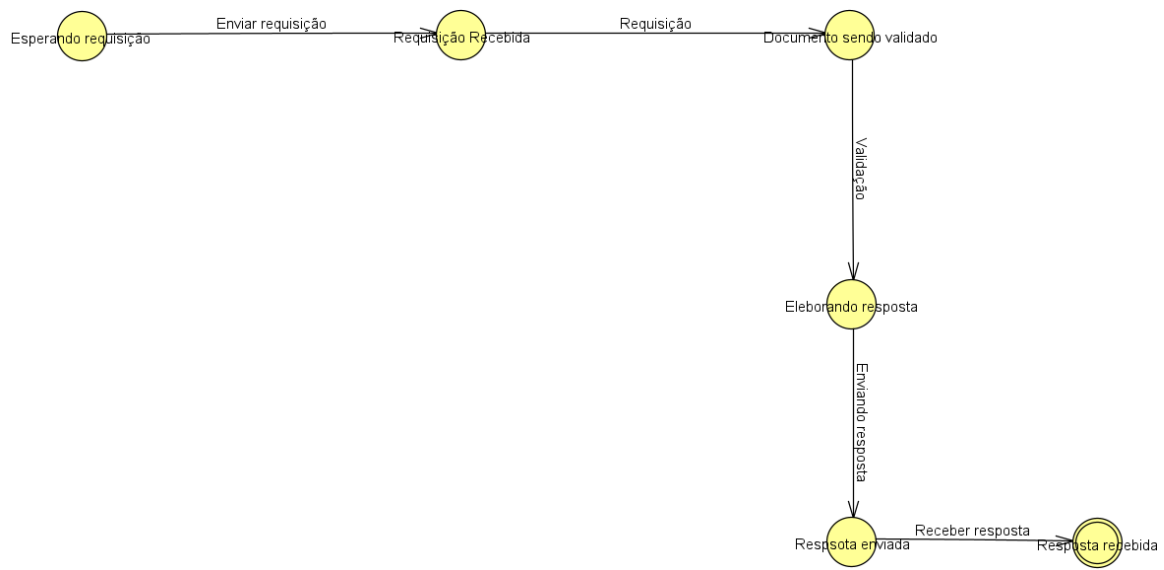 Enviar requisição
Requisição
Esperando requisição
Requisição Recebida
Documento sendo validado
Validação
Eleborando resposta
Enviando resposta
Receber resposta
Respsota enviada
Resposta recebida